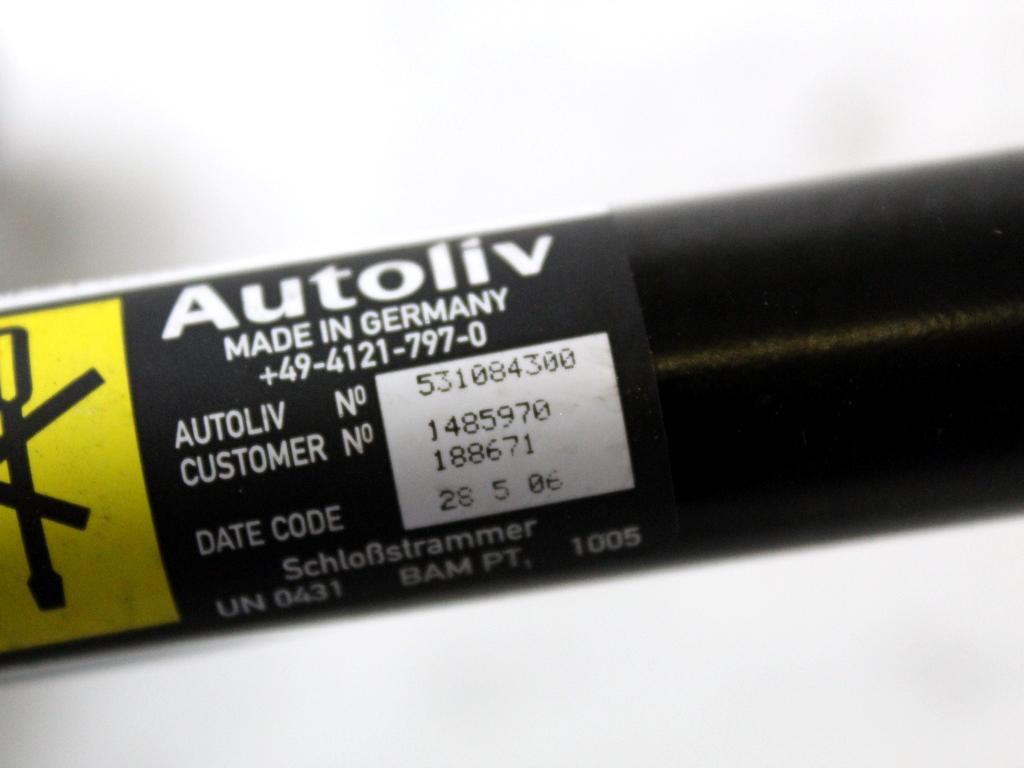 Autoliv
MADE IN GERMANY
+49-4121-797-0
AUTOLIV Nº 531084300
CUSTOMER Nº 1485970
188671
DATE CODE 28 5 06
Schloßstrammer
UN 0431 BAM PT, 1005